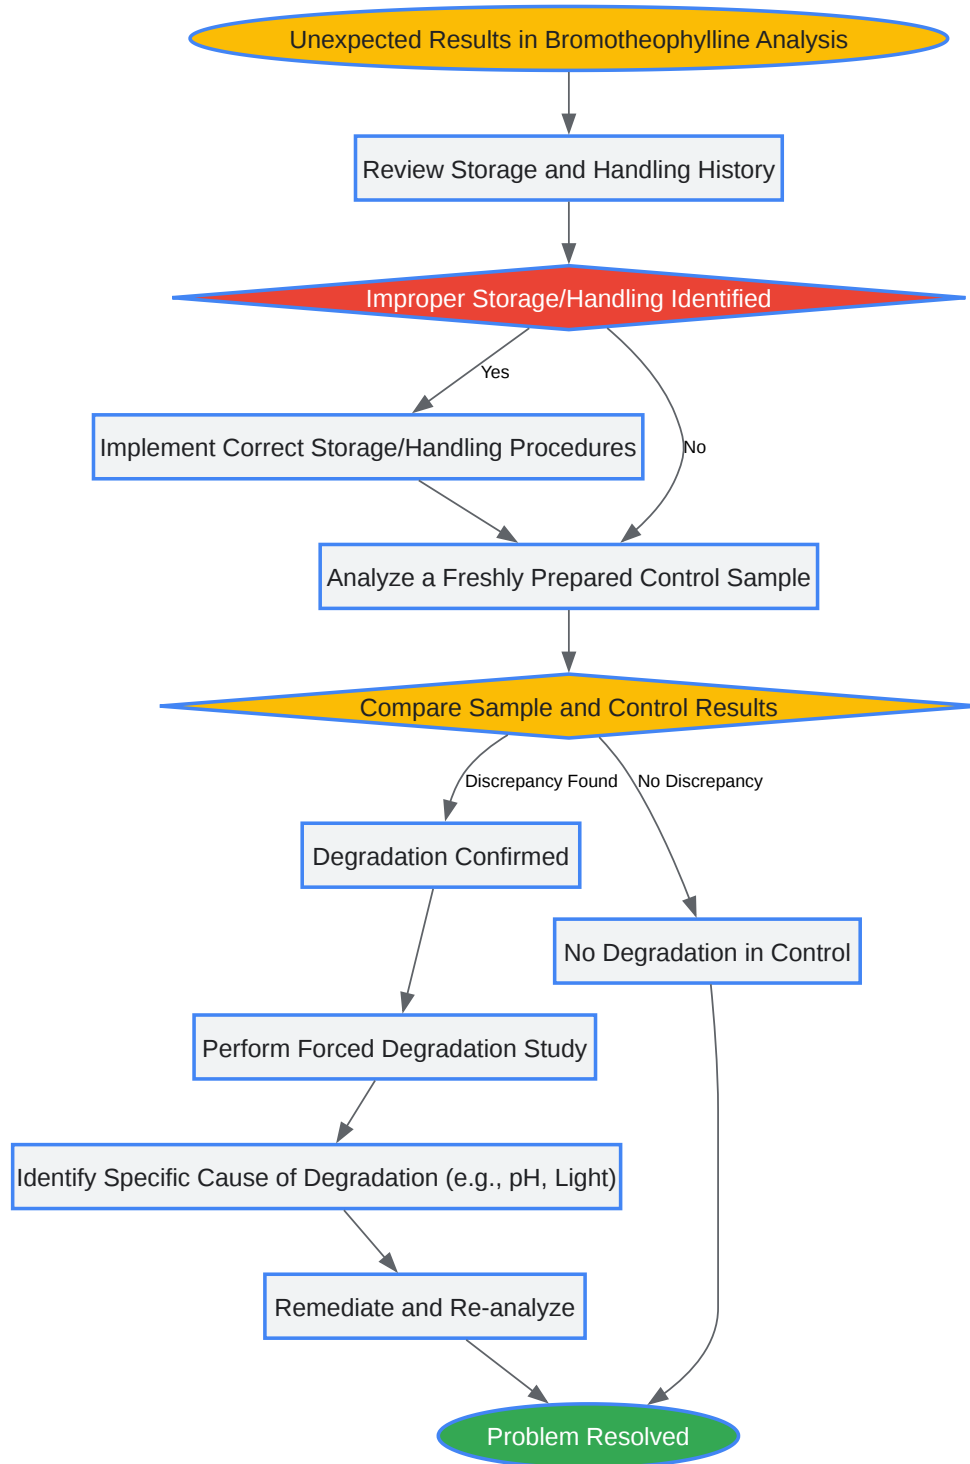 Unexpected Results in Bromotheophylline Analysis
Review Storage and Handling History
Improper Storage/Handling Identified
Yes
Implement Correct Storage/Handling Procedures
No
Analyze a Freshly Prepared Control Sample
Compare Sample and Control Results
Discrepancy Found
No Discrepancy
Degradation Confirmed
No Degradation in Control
Perform Forced Degradation Study
Identify Specific Cause of Degradation (e.g., pH, Light)
Remediate and Re-analyze
Problem Resolved